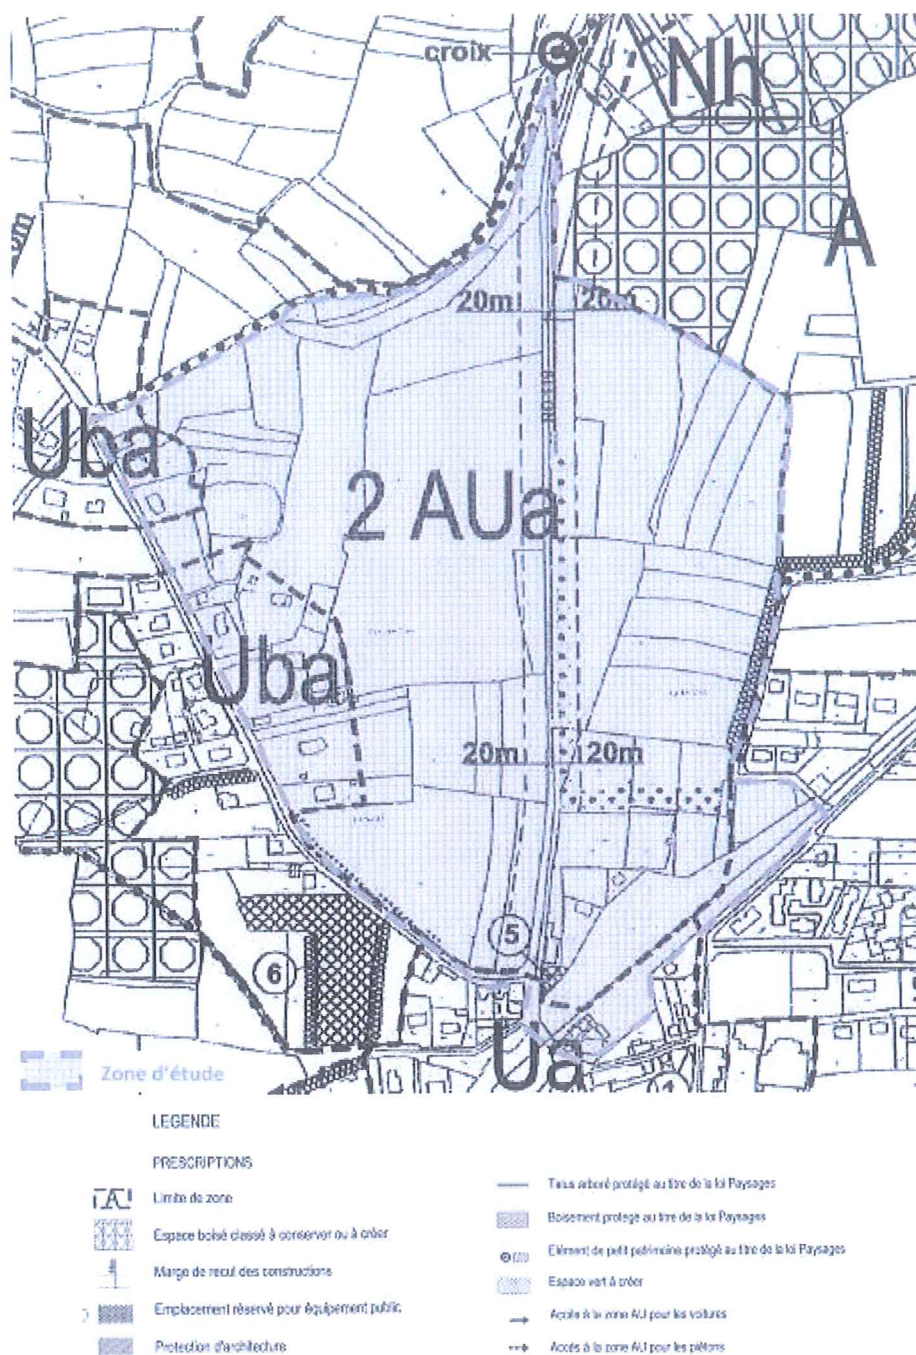 croix
Nh
A
20m
20m
Uba
2 AUa
Uba
20m
20m
5
6
Ua
Zone d'étude
LEGENDE
PRESCRIPTIONS
A
Limite de zone
Espace boisé classé à conserver ou à créer
Marge de recul des constructions
Emplacement réservé pour équipement public
Protection d'architecture
Talus arboré protégé au titre de la loi Paysages
Boisement protégé au titre de la loi Paysages
Elément de petit patrimoine protégé au titre de la loi Paysages
Espace vert à créer
Accès à la zone AU pour les voitures
Accès à la zone AU pour les piétons